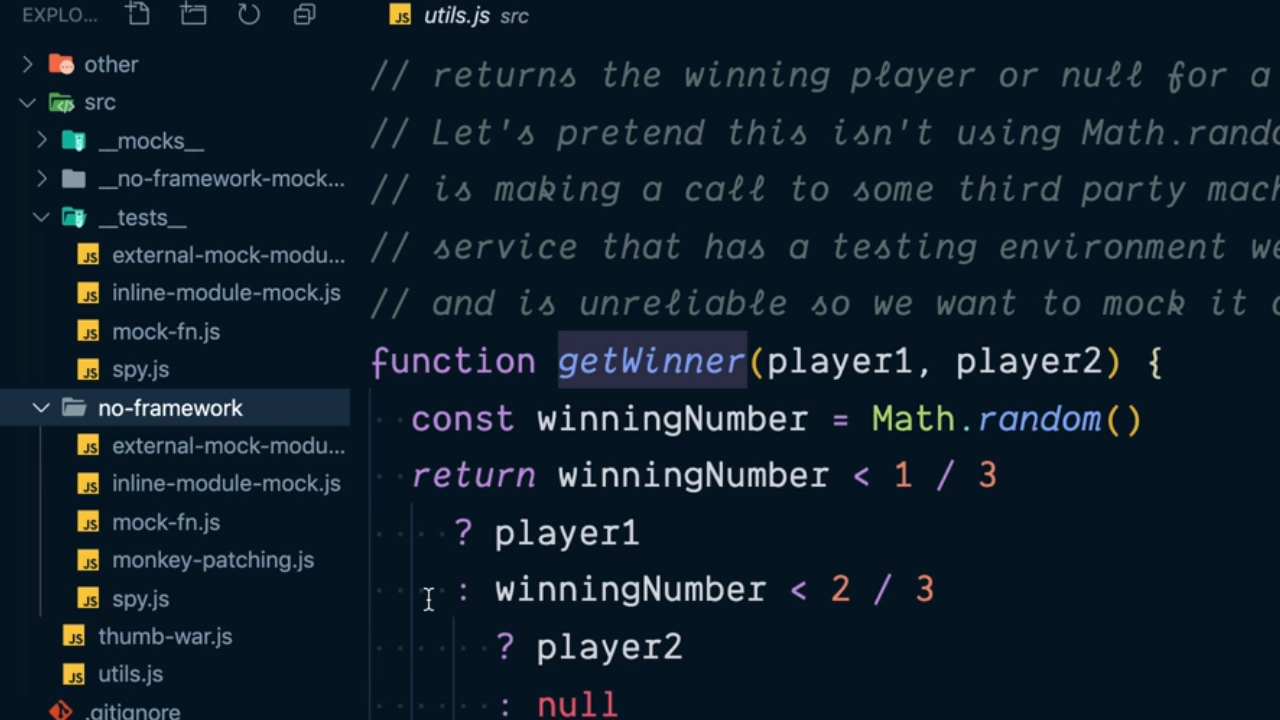 EXPLO...
other
src
__mocks__
__no-framework-mock...
__tests__
external-mock-modu...
inline-module-mock.js
mock-fn.js
spy.js
no-framework
external-mock-modu...
inline-module-mock.js
mock-fn.js
monkey-patching.js
spy.js
thumb-war.js
utils.js
.gitignore
JS utils.js src
// returns the winning player or null for a
// Let's pretend this isn't using Math.rando
// is making a call to some third party mach
// service that has a testing environment we
// and is unreliable so we want to mock it
function getWinner(player1, player2) {
const winningNumber = Math.random()
return winningNumber < 1 / 3
? player1
: winningNumber < 2 / 3
? player2
: null